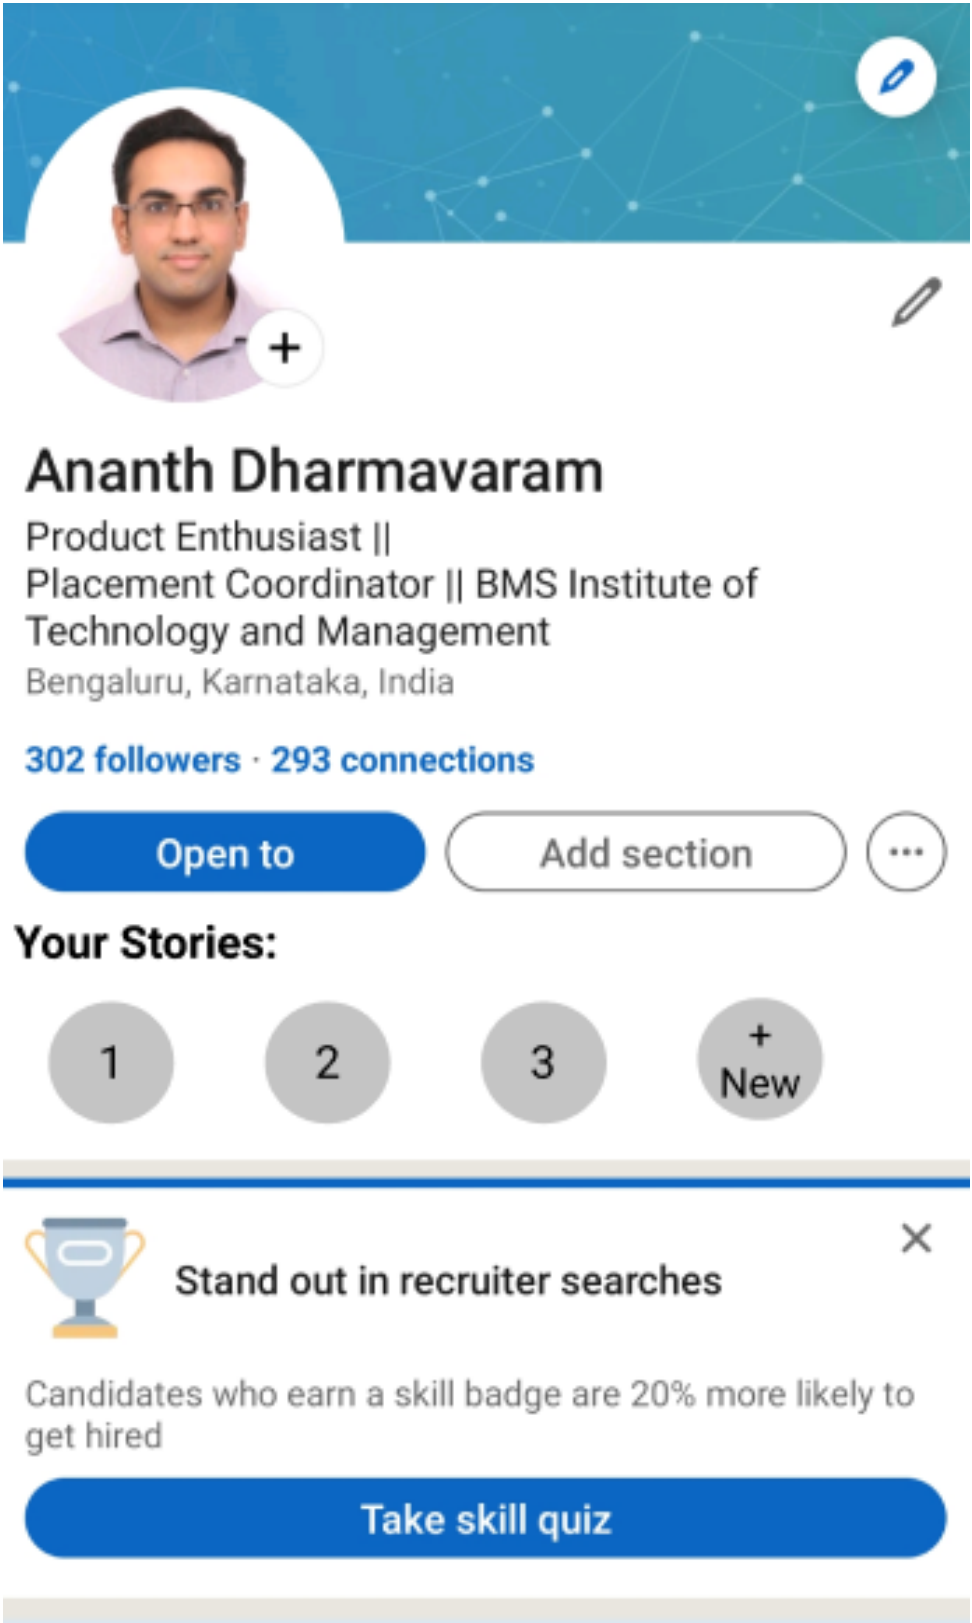 +
Ananth Dharmavaram
Product Enthusiast ||
Placement Coordinator || BMS Institute of
Technology and Management
Bengaluru, Karnataka, India
302 followers · 293 connections
Open to
Add section
...
Your Stories:
1
2
3
+
New
Stand out in recruiter searches
Candidates who earn a skill badge are 20% more likely to
get hired
Take skill quiz